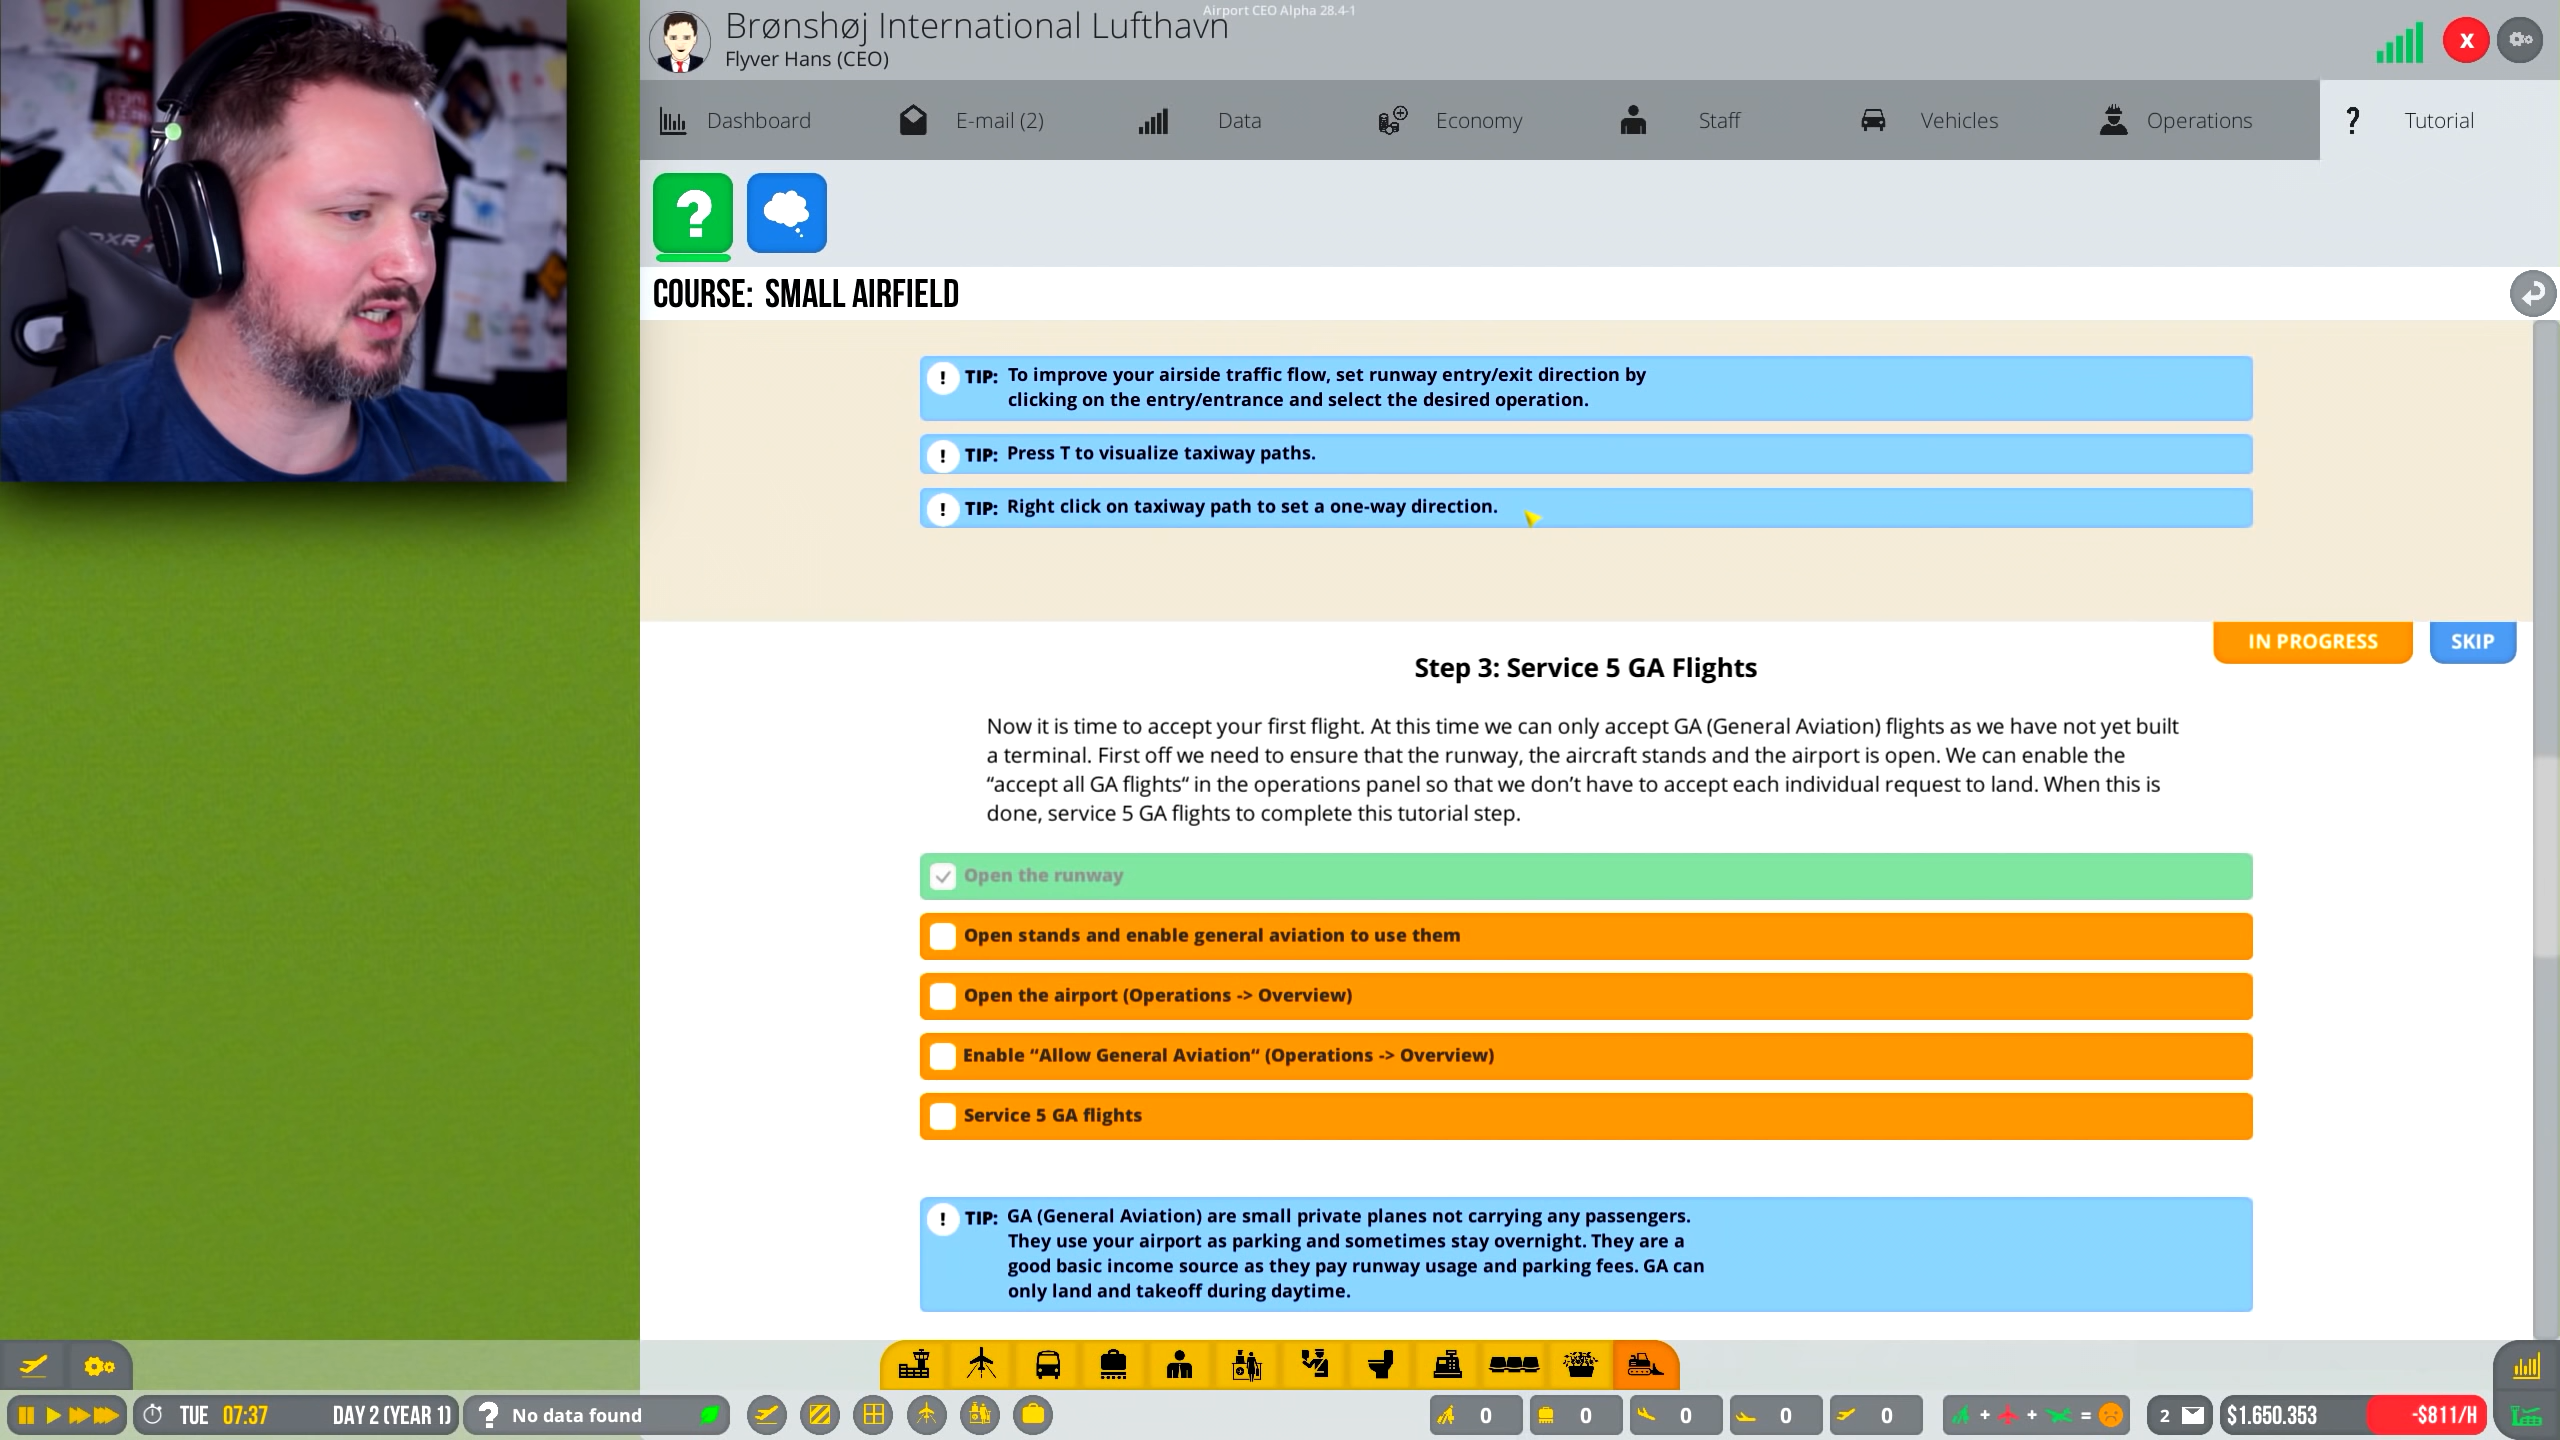 Airport CEO Alpha 28.4-1
Brønshøj International Lufthavn
Flyver Hans (CEO)
X
Dashboard
E-mail (2)
Data
Economy
Staff
Vehicles
Operations
? Tutorial
?
COURSE: SMALL AIRFIELD
! TIP: To improve your airside traffic flow, set runway entry/exit direction by
clicking on the entry/entrance and select the desired operation.
! TIP: Press T to visualize taxiway paths.
! TIP: Right click on taxiway path to set a one-way direction.
IN PROGRESS
SKIP
Step 3: Service 5 GA Flights
Now it is time to accept your first flight. At this time we can only accept GA (General Aviation) flights as we have not yet built
a terminal. First off we need to ensure that the runway, the aircraft stands and the airport is open. We can enable the
“accept all GA flights“ in the operations panel so that we don’t have to accept each individual request to land. When this is
done, service 5 GA flights to complete this tutorial step.
Open the runway
Open stands and enable general aviation to use them
Open the airport (Operations -> Overview)
Enable “Allow General Aviation“ (Operations -> Overview)
Service 5 GA flights
! TIP: GA (General Aviation) are small private planes not carrying any passengers.
They use your airport as parking and sometimes stay overnight. They are a
good basic income source as they pay runway usage and parking fees. GA can
only land and takeoff during daytime.
TUE 07:37 DAY 2 (YEAR 1)
? No data found
0
0
0
0
0
+ + =
2
$1.650.353
-$811/H